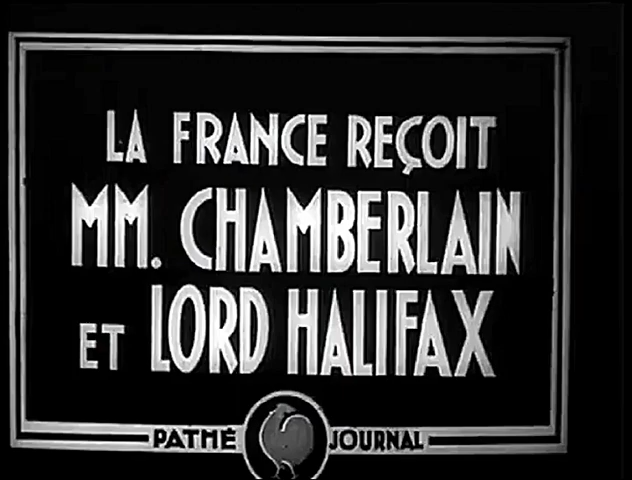 LA FRANCE REÇOIT
MM. CHAMBERLAIN
ET LORD HALIFAX
PATHÉ JOURNAL